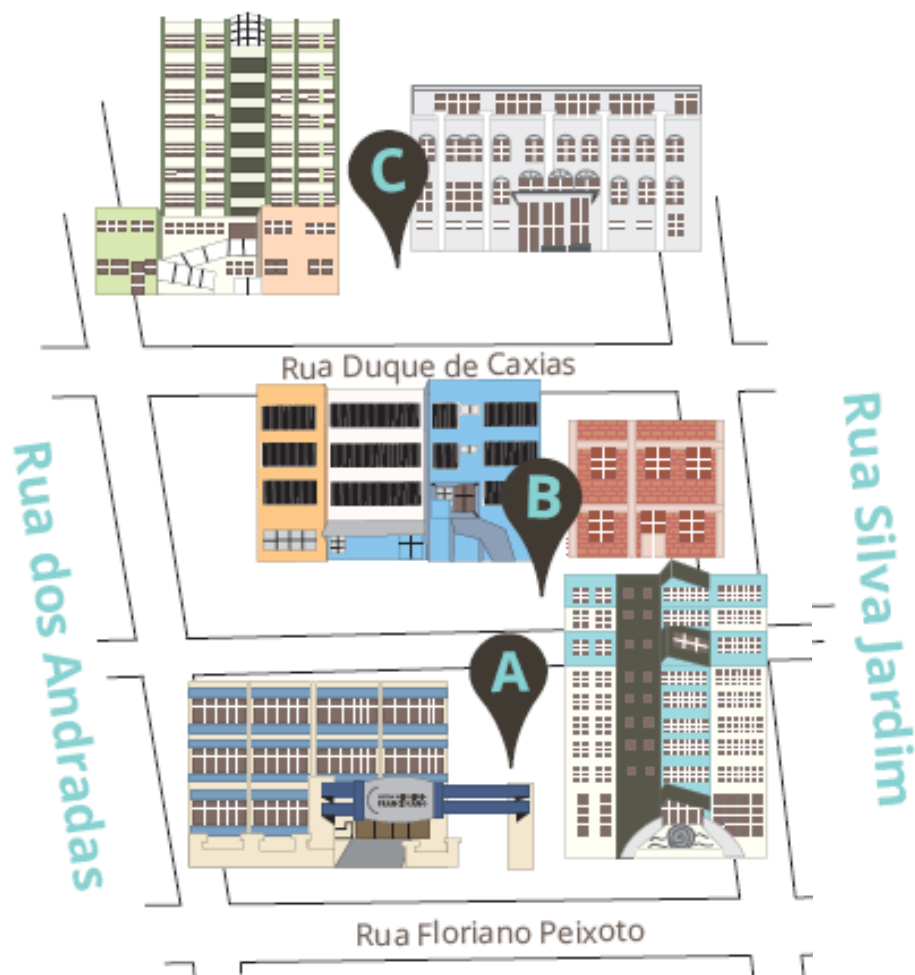 C
Rua Duque de Caxias
B
Rua dos Andradas
Rua Silva Jardim
A
Rua Floriano Peixoto